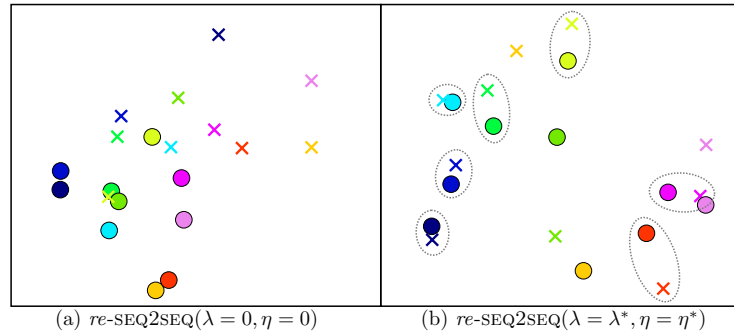 (a) re-SEQ2SEQ(λ = 0, η = 0)
(b) re-SEQ2SEQ(λ = λ*, η = η*)